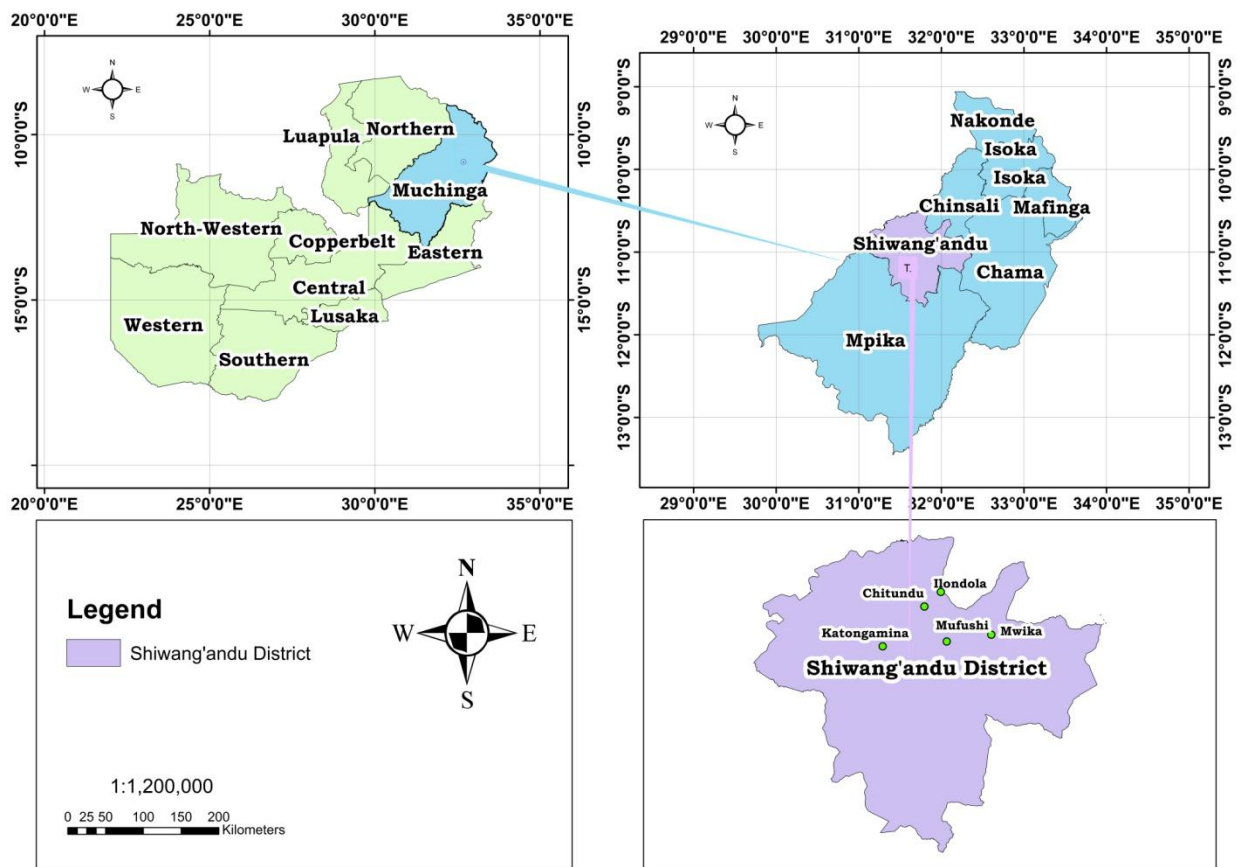 20°0'0"E 25°0'0"E 30°0'0"E 35°0'0"E
10°0'0"S
15°0'0"S
10°0'0"S
15°0'0"S
N
W E
S
Luapula
Northern
Muchinga
North-Western
Copperbelt
Eastern
Central
Lusaka
Western
Southern
20°0'0"E 25°0'0"E 30°0'0"E 35°0'0"E
29°0'0"E 30°0'0"E 31°0'0"E 32°0'0"E 33°0'0"E 34°0'0"E 35°0'0"E
9°0'0"S
10°0'0"S
11°0'0"S
12°0'0"S
13°0'0"S
9°0'0"S
10°0'0"S
11°0'0"S
12°0'0"S
13°0'0"S
N
W E
S
Nakonde
Isoka
Isoka
Chinsali
Mafinga
Shiwang'andu
T.
Chama
Mpika
29°0'0"E 30°0'0"E 31°0'0"E 32°0'0"E 33°0'0"E 34°0'0"E 35°0'0"E
Legend
Shiwang'andu District
N
W E
S
1:1,200,000
0 25 50 100 150 200
Kilometers
Ilondola
Chitundu
Mufushi
Mwika
Katongamina
Shiwang'andu District